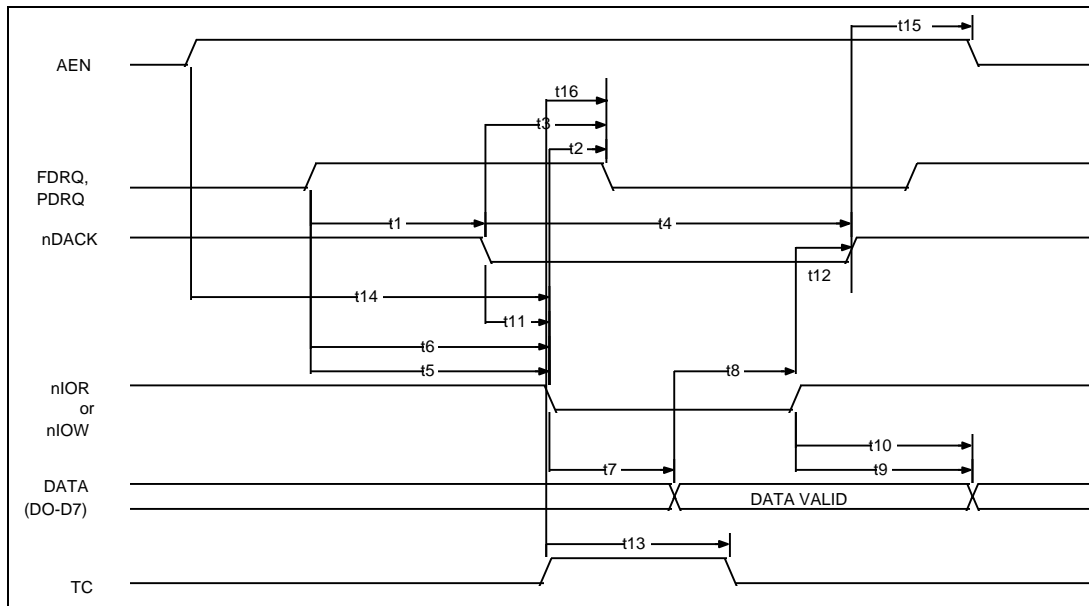 t15
AEN
t16
t3
t2
FDRQ,
PDRQ
t1
t4
nDACK
t12
t14
t11
t6
t5
t8
nIOR
or
nIOW
t10
t7
t9
DATA
(DO-D7)
DATA VALID
t13
TC